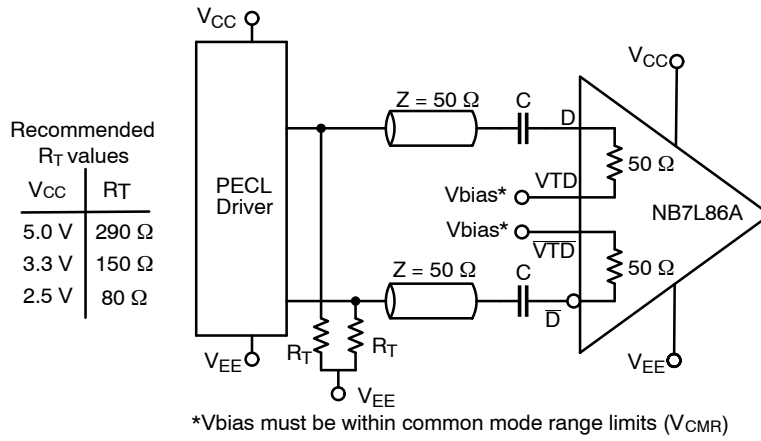 Recommended
RT values
VCC RT
5.0 V 290 Ω
3.3 V 150 Ω
2.5 V 80 Ω
VCC
PECL
Driver
VEE
RT
RT
VEE
Z = 50 Ω
C
D
VTD
Vbias*
Vbias*
VTD
Z = 50 Ω
C
D
VCC
50 Ω
NB7L86A
50 Ω
VEE
*Vbias must be within common mode range limits (VCMR)